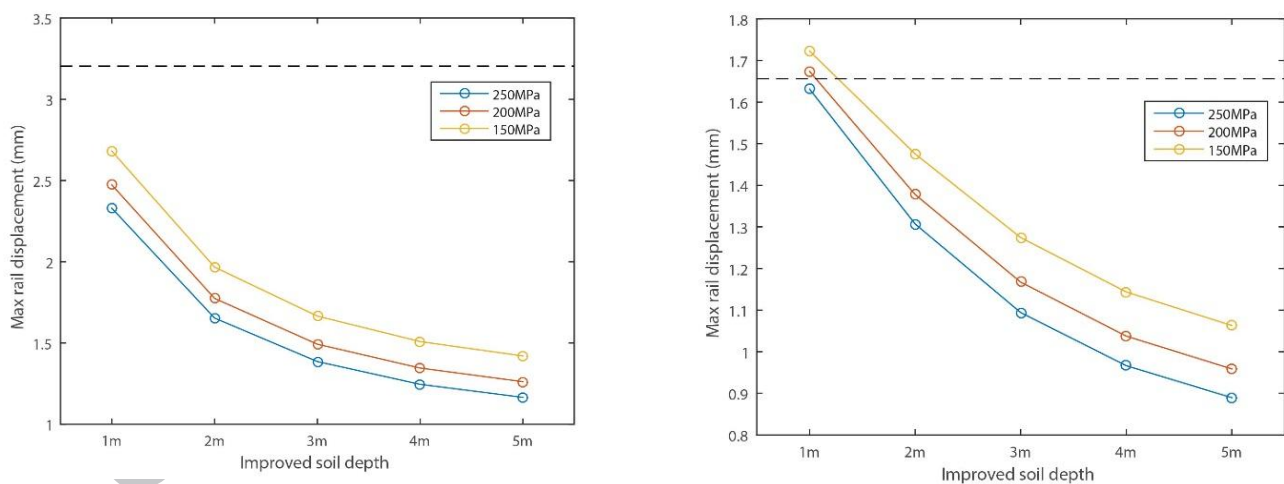 3.5
3
2.5
2
1.5
1
Max rail displacement (mm)
250MPa
200MPa
150MPa
1m 2m 3m 4m 5m
Improved soil depth
1.8
1.7
1.6
1.5
1.4
1.3
1.2
1.1
1
0.9
0.8
Max rail displacement (mm)
250MPa
200MPa
150MPa
1m 2m 3m 4m 5m
Improved soil depth